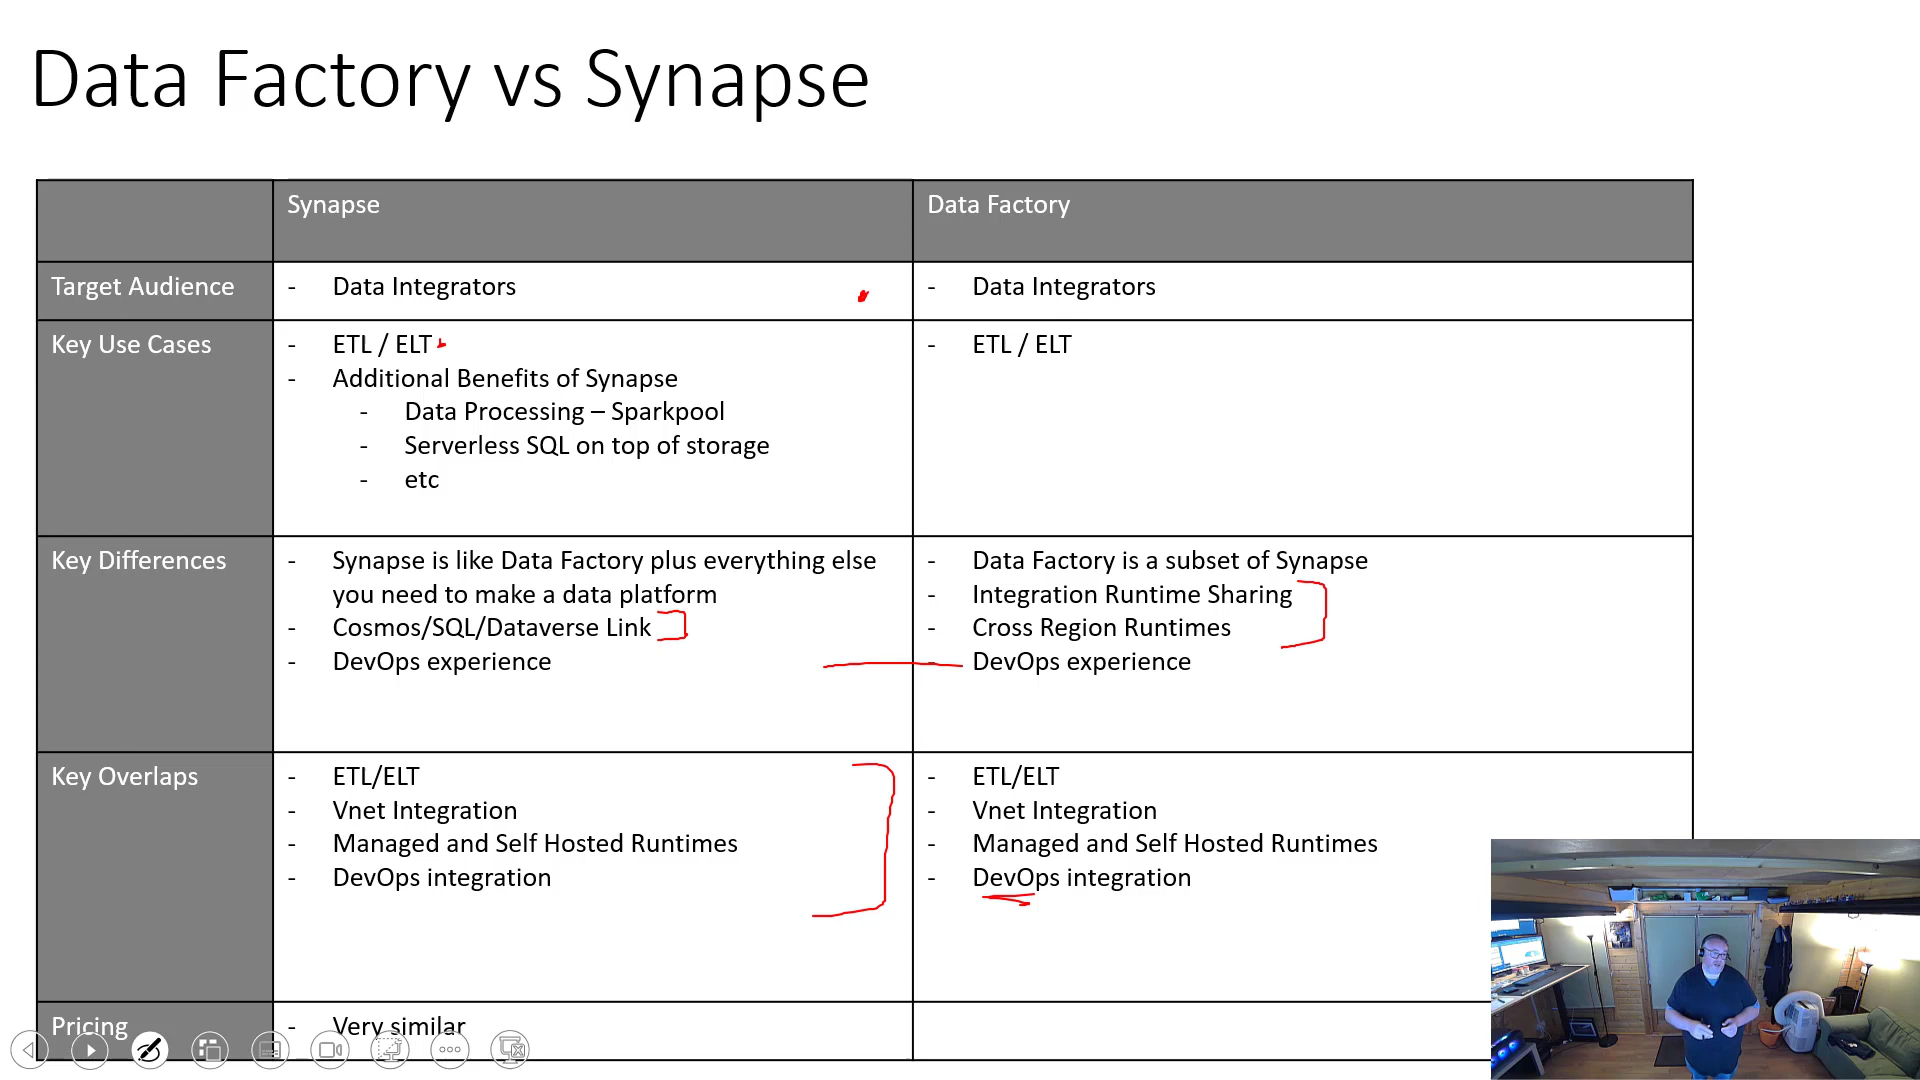 Data Factory vs Synapse
Synapse
Data Factory
Target Audience
- Data Integrators
- Data Integrators
Key Use Cases
- ETL / ELT
- Additional Benefits of Synapse
- Data Processing – Sparkpool
- Serverless SQL on top of storage
- etc
- ETL / ELT
Key Differences
- Synapse is like Data Factory plus everything else
you need to make a data platform
- Cosmos/SQL/Dataverse Link
- DevOps experience
- Data Factory is a subset of Synapse
- Integration Runtime Sharing
- Cross Region Runtimes
- DevOps experience
Key Overlaps
- ETL/ELT
- Vnet Integration
- Managed and Self Hosted Runtimes
- DevOps integration
- ETL/ELT
- Vnet Integration
- Managed and Self Hosted Runtimes
- DevOps integration
Pricing
- Very similar